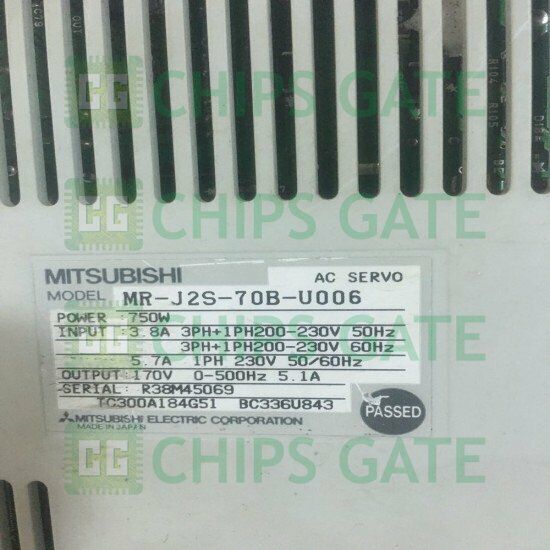 CHIPS GATE
CHIPS GATE
MITSUBISHI AC SERVO
MODEL MR-J2S-70B-U006
POWER :750W
INPUT :3.8A 3PH+1PH200-230V 50Hz
3PH+1PH200-230V 60Hz
5.7A 1PH 230V 50/60Hz
OUTPUT:170V 0-500Hz 5.1A
SERIAL: R38M45069
TC300A184G51 BC336U843
PASSED
MITSUBISHI ELECTRIC CORPORATION
MADE IN JAPAN
CHIPS GATE
CHIPS GATE